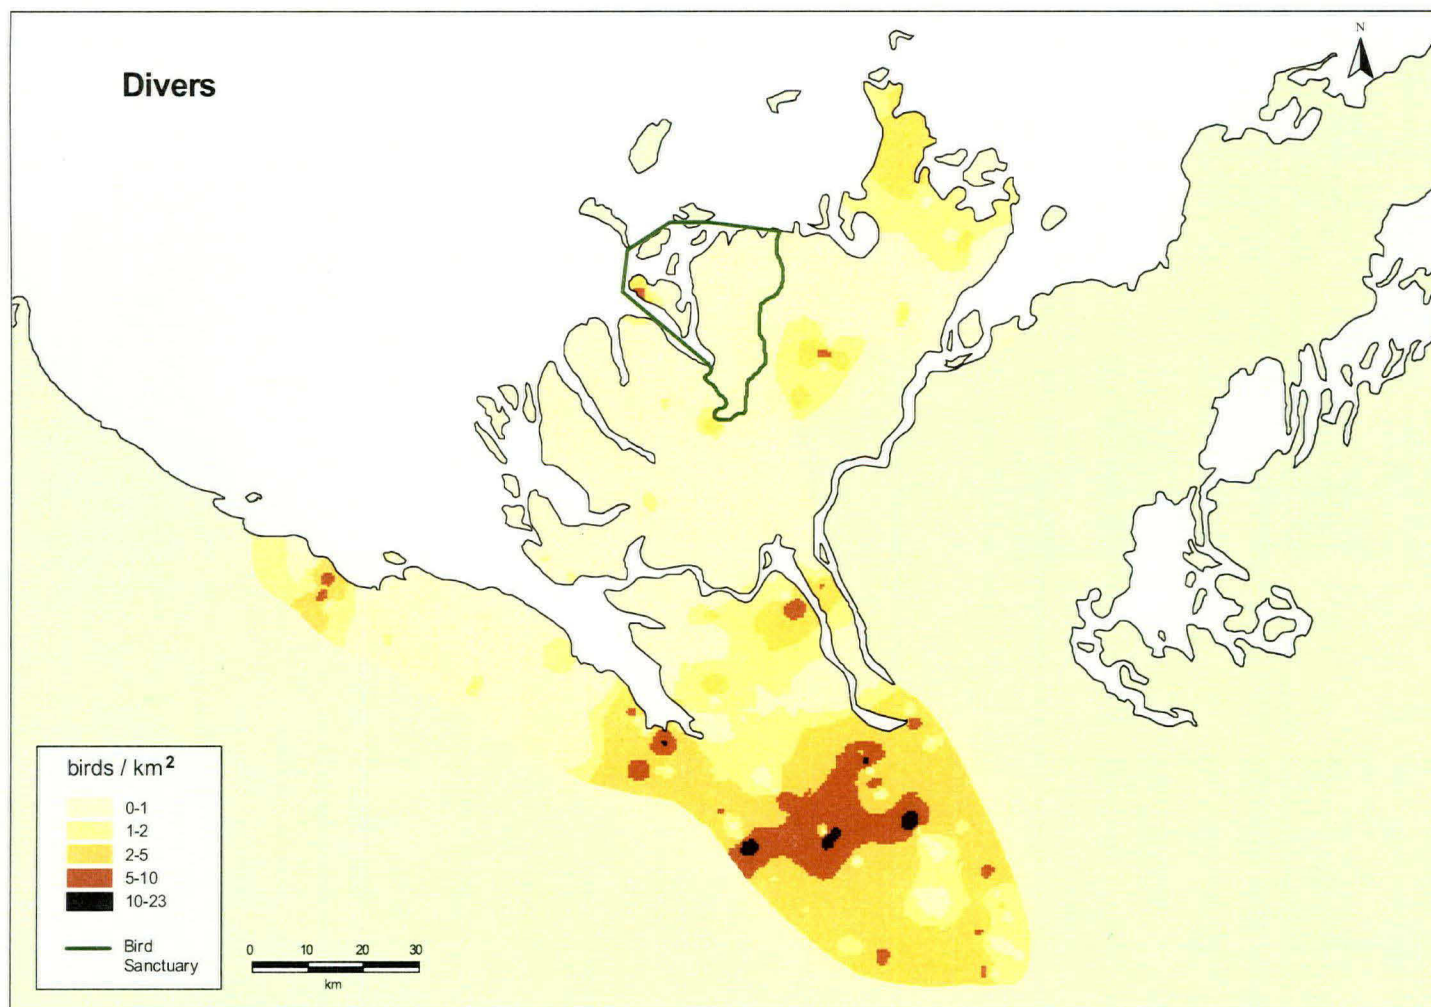 Divers
N
birds / km²
0-1
1-2
2-5
5-10
10-23
Bird
Sanctuary
0 10 20 30
km